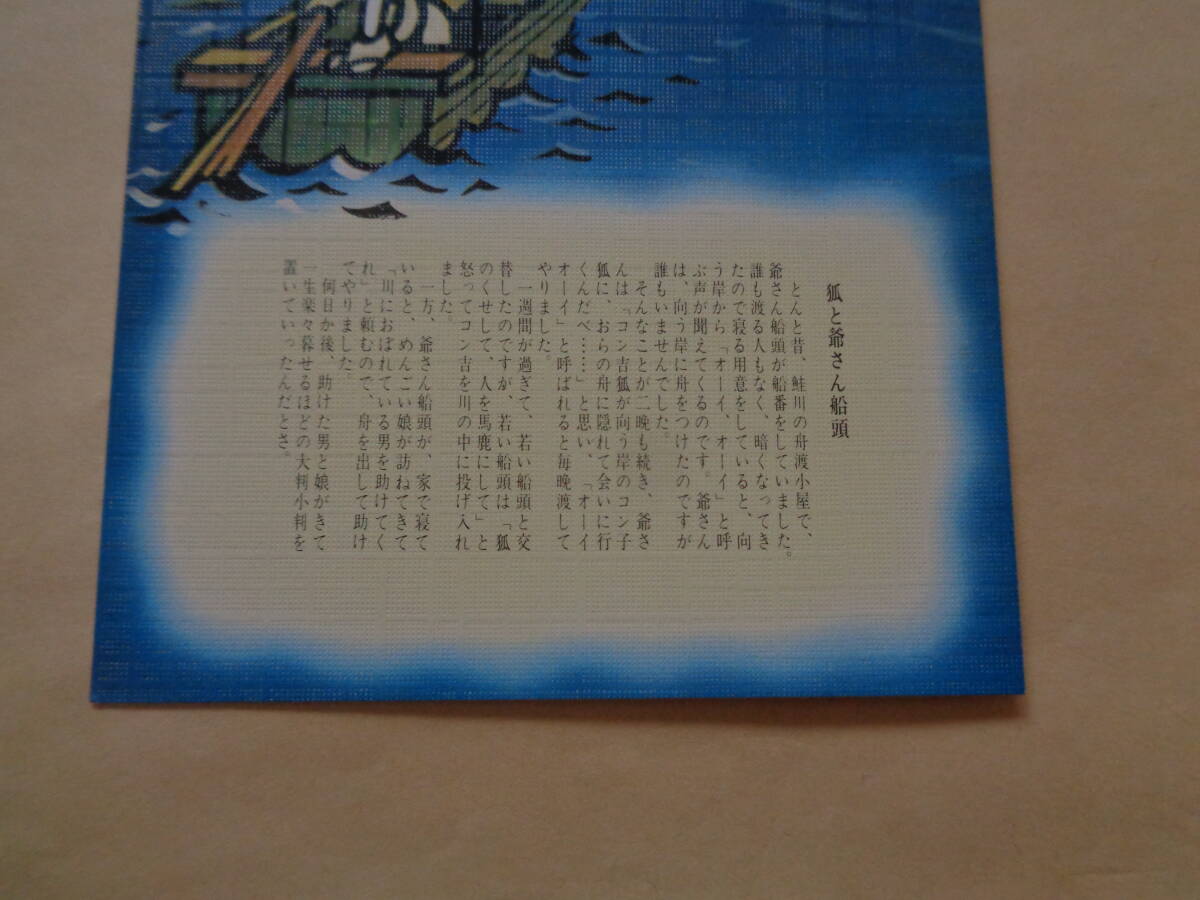 狐と爺さん船頭
とんと昔、鮭川の舟渡小屋で、
爺さん船頭が船番をしていました。
誰も渡る人もなく、暗くなってき
たので寝る用意をしていると、向
う岸から「オーイ、オーイ」と呼
ぶ声が聞えてくるのです。爺さん
は、向う岸に舟をつけたのですが
誰もいませんでした。
そんなことが二晩も続き、爺さ
んは「コン吉狐が向う岸のコン子
狐に、おらの舟に隠れて会いに行
くんだべ……」と思い、「オーイ
オーイ」と呼ばれると毎晩渡して
やりました。
一週間が過ぎて、若い船頭と交
替したのですが、若い船頭は「狐
のくせして、人を馬鹿にして」と
怒ってコン吉を川の中に投げ入れ
ました。
一方、爺さん船頭が、家で寝て
いると、めんごい娘が訪ねてきて
「川におぼれている男を助けてく
れ」と頼むので、舟を出して助け
てやりました。
何日か後、助けた男と娘がきて
一生楽々暮せるほどの大判小判を
置いていったんだとさ。